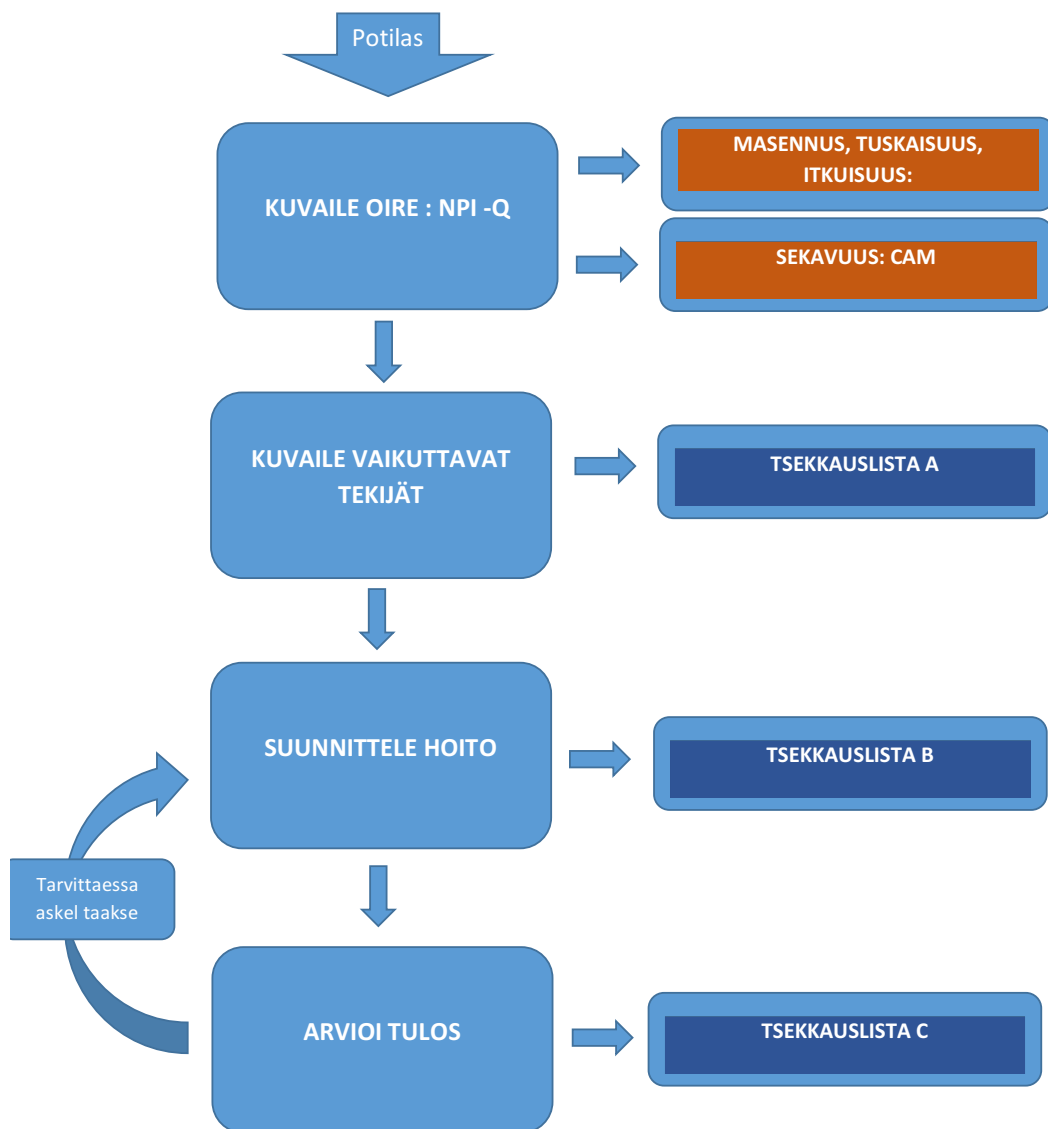 Potilas
KUVAILE OIRE : NPI -Q
MASENNUS, TUSKAISUUS,
ITKUISUUS:
SEKAVUUS: CAM
KUVAILE VAIKUTTAVAT
TEKIJÄT
TSEKKAUSLISTA A
SUUNNITTELE HOITO
TSEKKAUSLISTA B
Tarvittaessa
askel taakse
ARVIOI TULOS
TSEKKAUSLISTA C